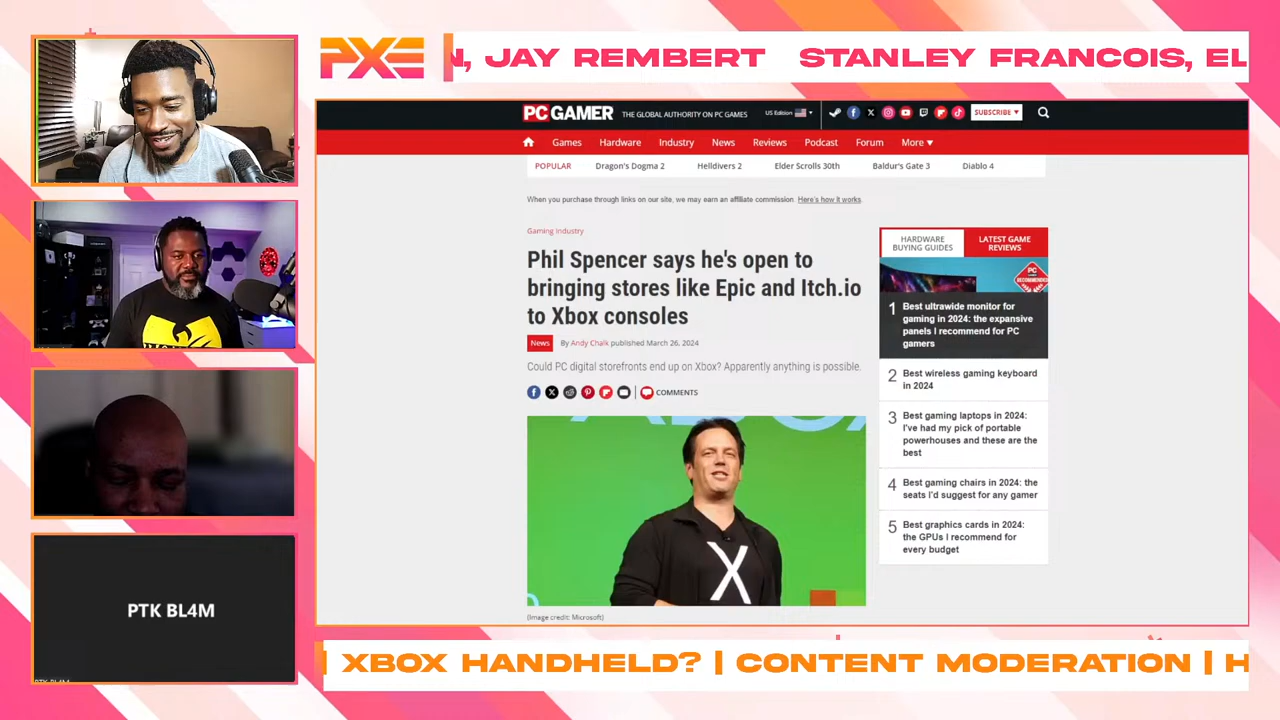 PXE
N, JAY REMBERT STANLEY FRANCOIS, EL
PC GAMER THE GLOBAL AUTHORITY ON PC GAMES
US Edition
SUBSCRIBE
Games Hardware Industry News Reviews Podcast Forum More
POPULAR Dragon's Dogma 2 Helldivers 2 Elder Scrolls 30th Baldur's Gate 3 Diablo 4
When you purchase through links on our site, we may earn an affiliate commission. Here's how it works.
Gaming Industry
Phil Spencer says he's open to
bringing stores like Epic and Itch.io
to Xbox consoles
News By Andy Chalk published March 26, 2024
Could PC digital storefronts end up on Xbox? Apparently anything is possible.
COMMENTS
X
(Image credit: Microsoft)
HARDWARE
BUYING GUIDES
LATEST GAME
REVIEWS
PC GAMER
RECOMMENDED
1 Best ultrawide monitor for
gaming in 2024: the expansive
panels I recommend for PC
gamers
2 Best wireless gaming keyboard
in 2024
3 Best gaming laptops in 2024:
I've had my pick of portable
powerhouses and these are the
best
4 Best gaming chairs in 2024: the
seats I'd suggest for any gamer
5 Best graphics cards in 2024:
the GPUs I recommend for
every budget
PTK BL4M
PTK BL4M
| XBOX HANDHELD? | CONTENT MODERATION | H